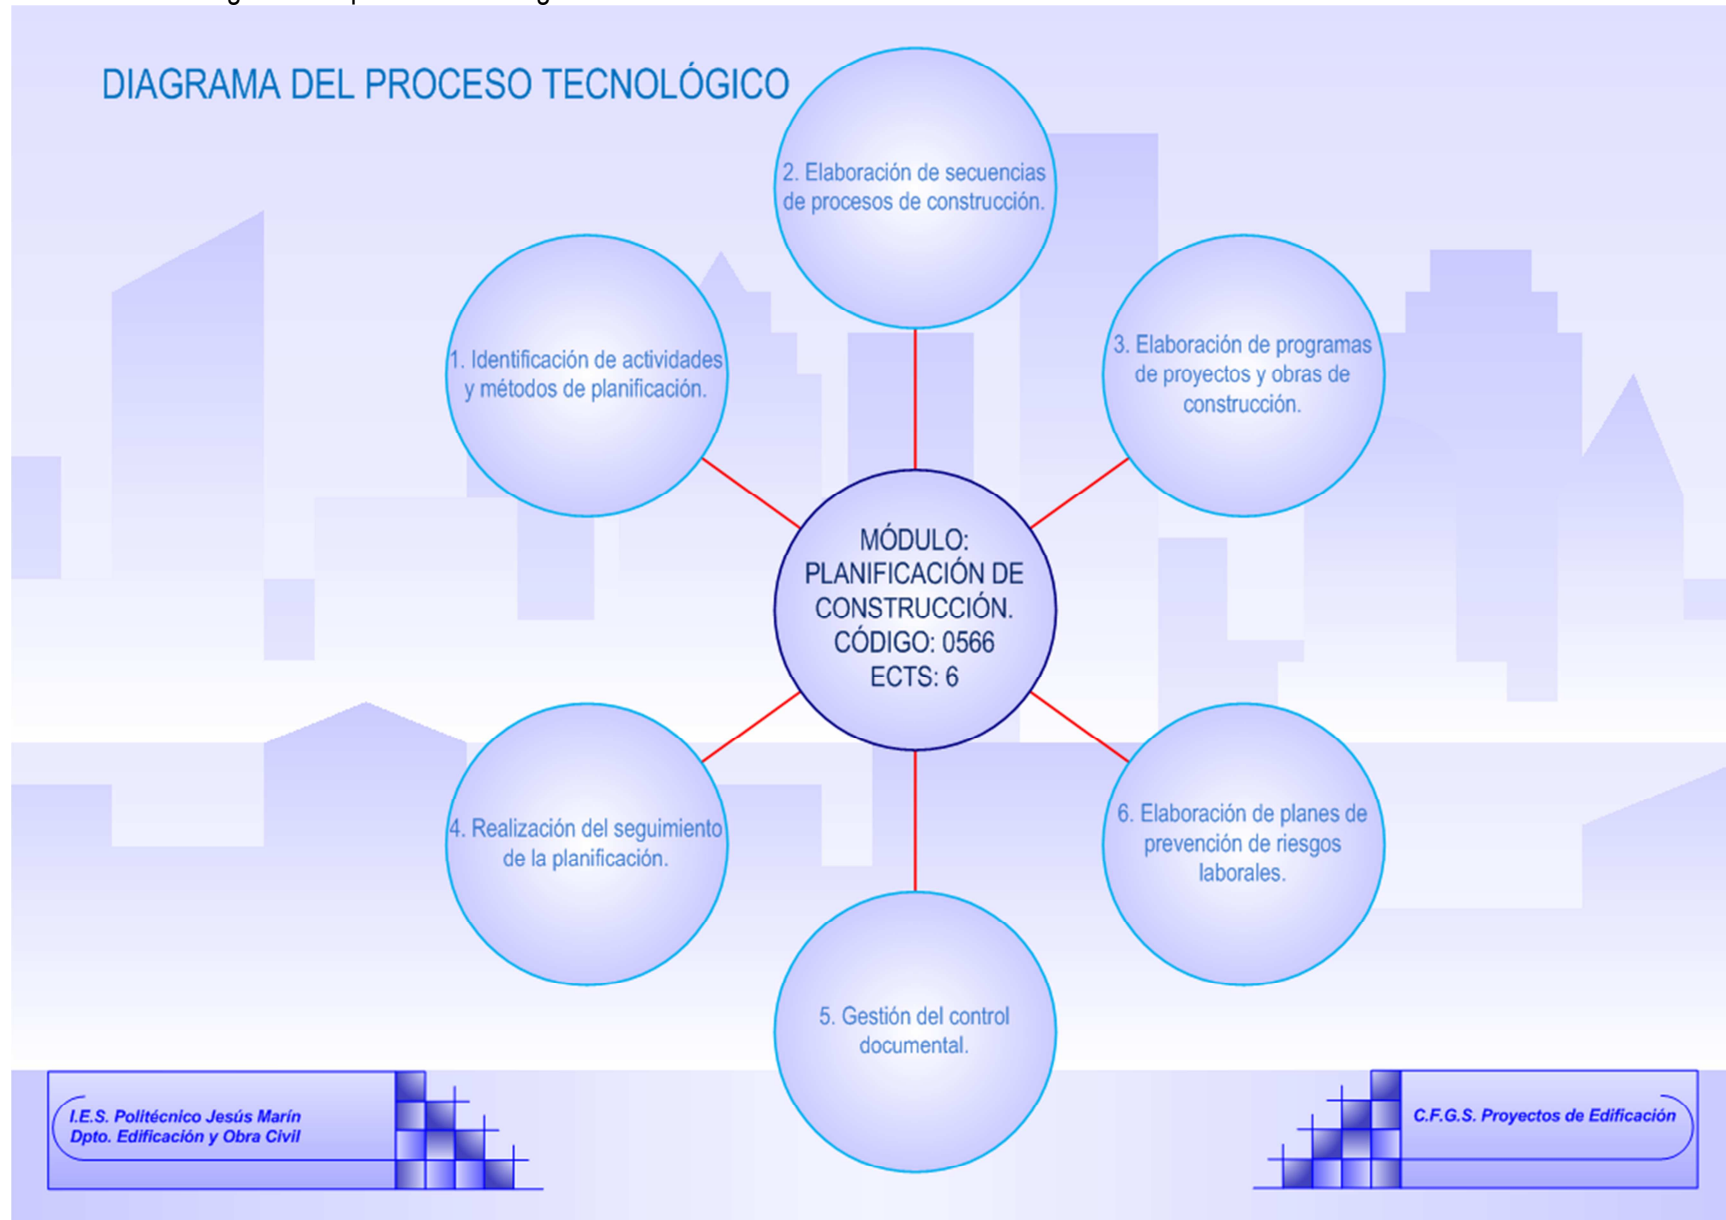 DIAGRAMA DEL PROCESO TECNOLÓGICO
2. Elaboración de secuencias
de procesos de construcción.
1. Identificación de actividades
y métodos de planificación.
3. Elaboración de programas
de proyectos y obras de
construcción.
MÓDULO:
PLANIFICACIÓN DE
CONSTRUCCIÓN.
CÓDIGO: 0566
ECTS: 6
4. Realización del seguimiento
de la planificación.
6. Elaboración de planes de
prevención de riesgos
laborales.
5. Gestión del control
documental.
I.E.S. Politécnico Jesús Marín
Dpto. Edificación y Obra Civil
C.F.G.S. Proyectos de Edificación